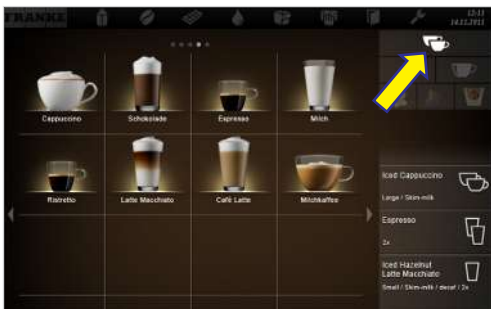 FRANKE
12:11
14.11.2011
Cappuccino
Schokolade
Espresso
Milch
Ristretto
Latte Macchiato
Café Latte
Milchkaffee
Iced Cappuccino
Large / Skim-milk
Espresso
2x
Iced Hazelnut
Latte Macchiato
Small / Skim-milk / decaf / 2x